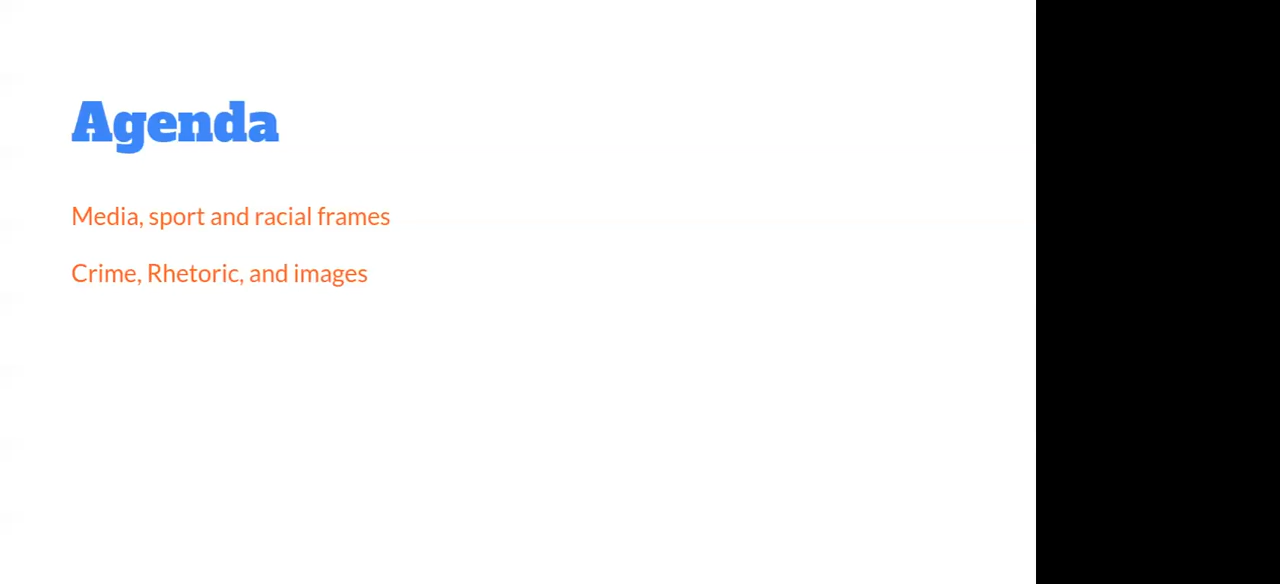 Agenda
Media, sport and racial frames
Crime, Rhetoric, and images